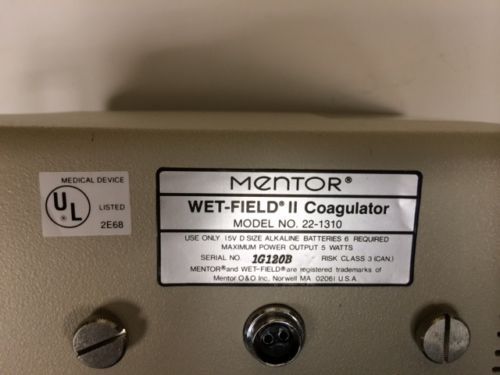 MEDICAL DEVICE
UL
LISTED
2E68
MENTOR®
WET-FIELD® II Coagulator
MODEL NO. 22-1310
USE ONLY 1.5V D SIZE ALKALINE BATTERIES 6 REQUIRED
MAXIMUM POWER OUTPUT 5 WATTS
SERIAL NO. 1G120B RISK CLASS 3 (CAN.)
MENTOR® and WET-FIELD® are registered trademarks of
Mentor O&O Inc., Norwell MA 02061 U.S.A.